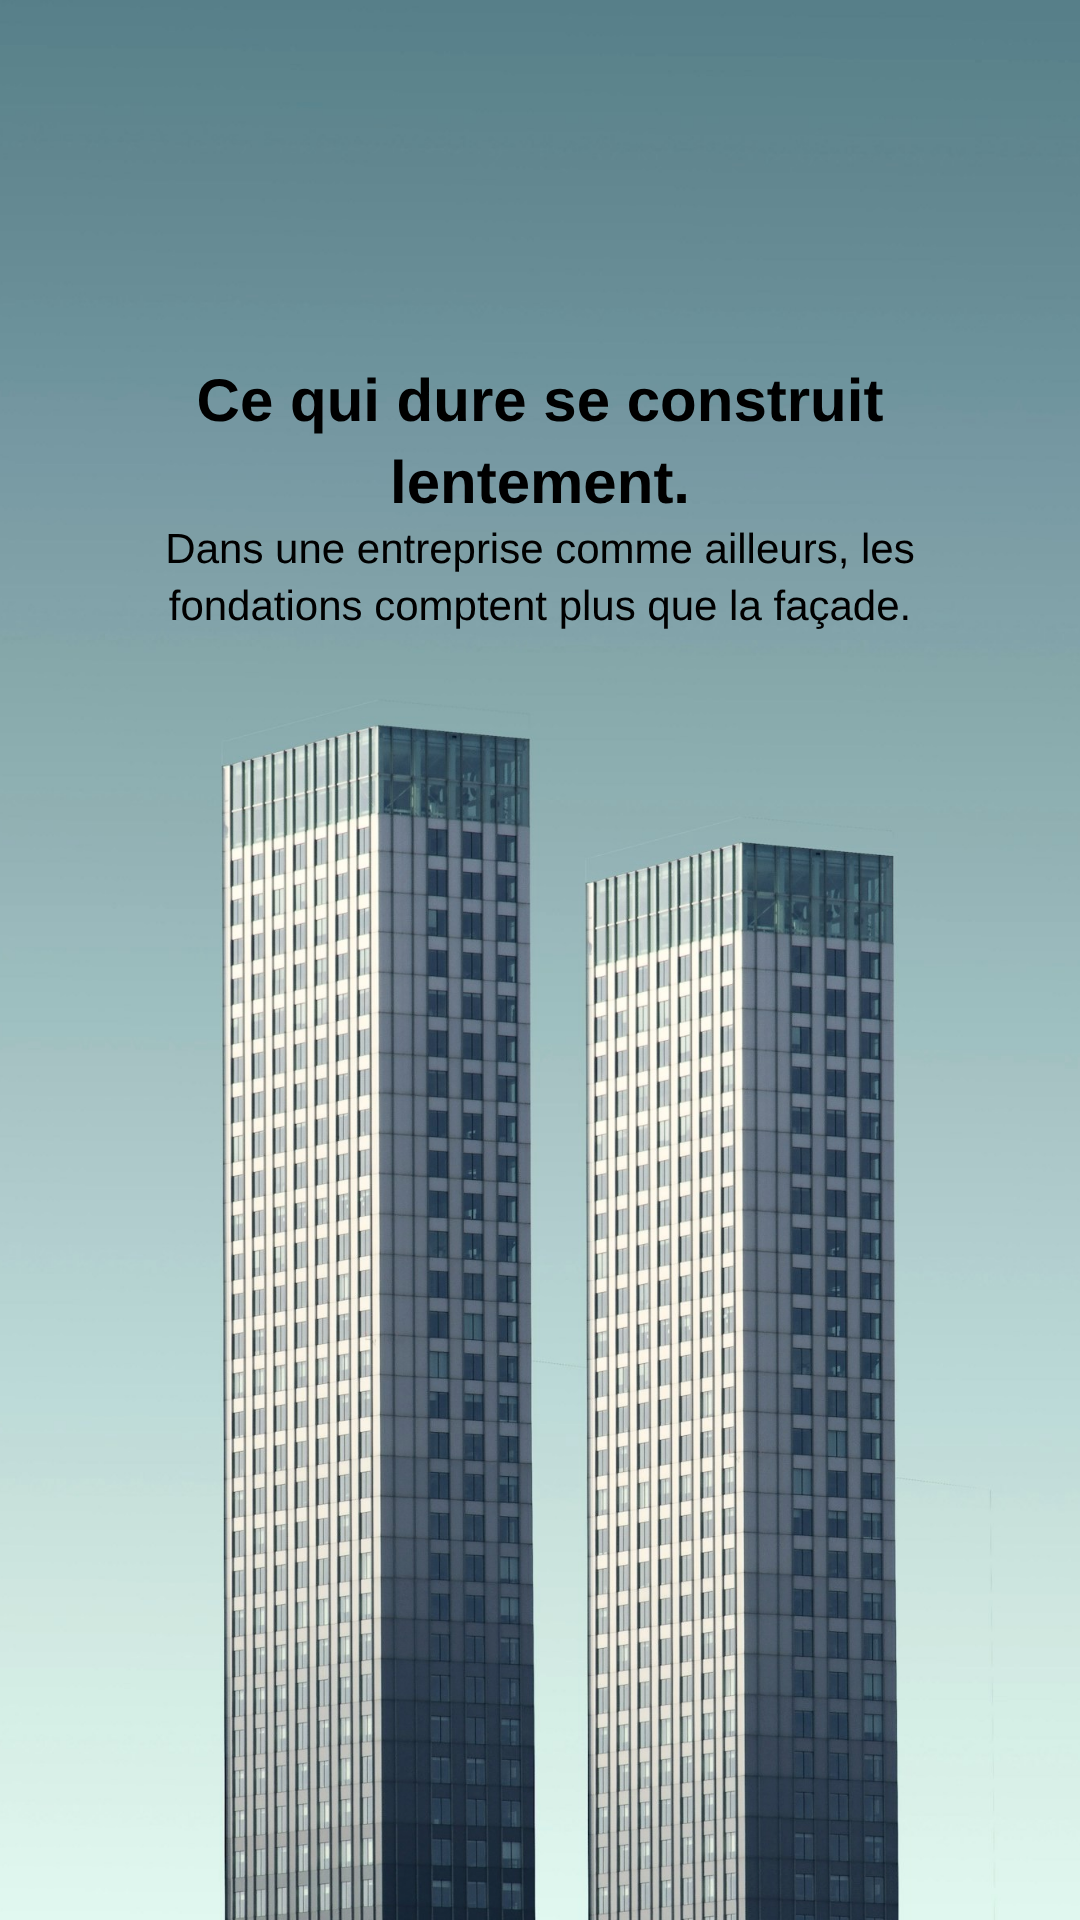 Ce qui dure se construit
lentement.
Dans une entreprise comme ailleurs, les
fondations comptent plus que la façade.